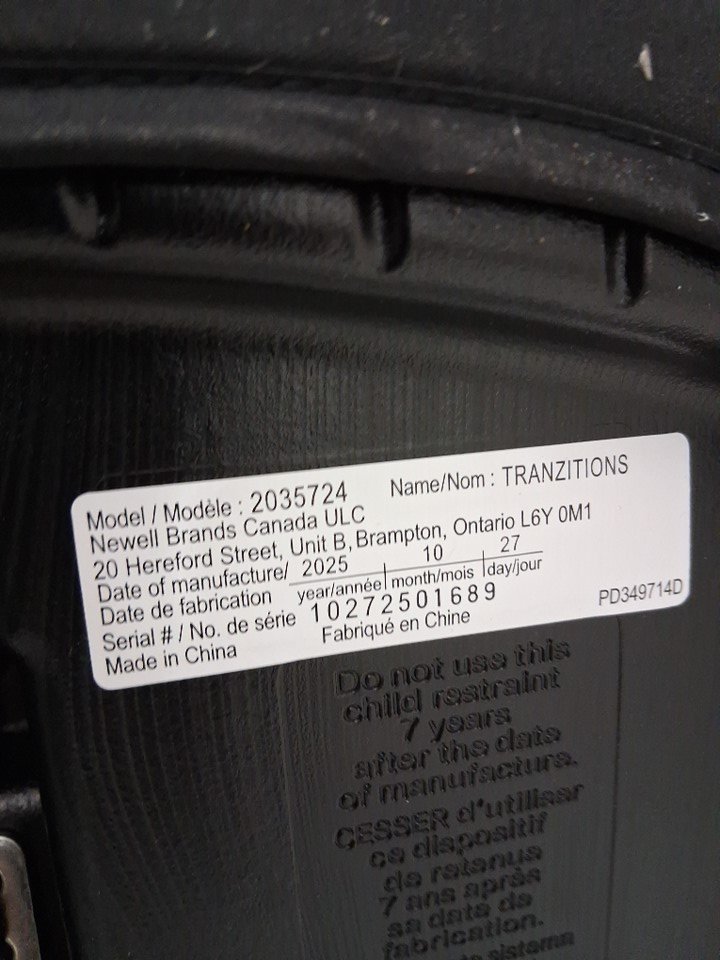 Model / Modèle : 2035724 Name/Nom : TRANZITIONS
Newell Brands Canada ULC
20 Hereford Street, Unit B, Brampton, Ontario L6Y 0M1
Date of manufacture/ 2025 10 27
Date de fabrication year/année month/mois day/jour
Serial # / No. de série 10272501689 PD349714D
Made in China Fabriqué en Chine
Do not use this
child restraint
7 years
after the date
of manufacture.
CESSER d'utiliser
ce dispositif
de retenue
7 ans après
sa date de
fabrication.
sistema